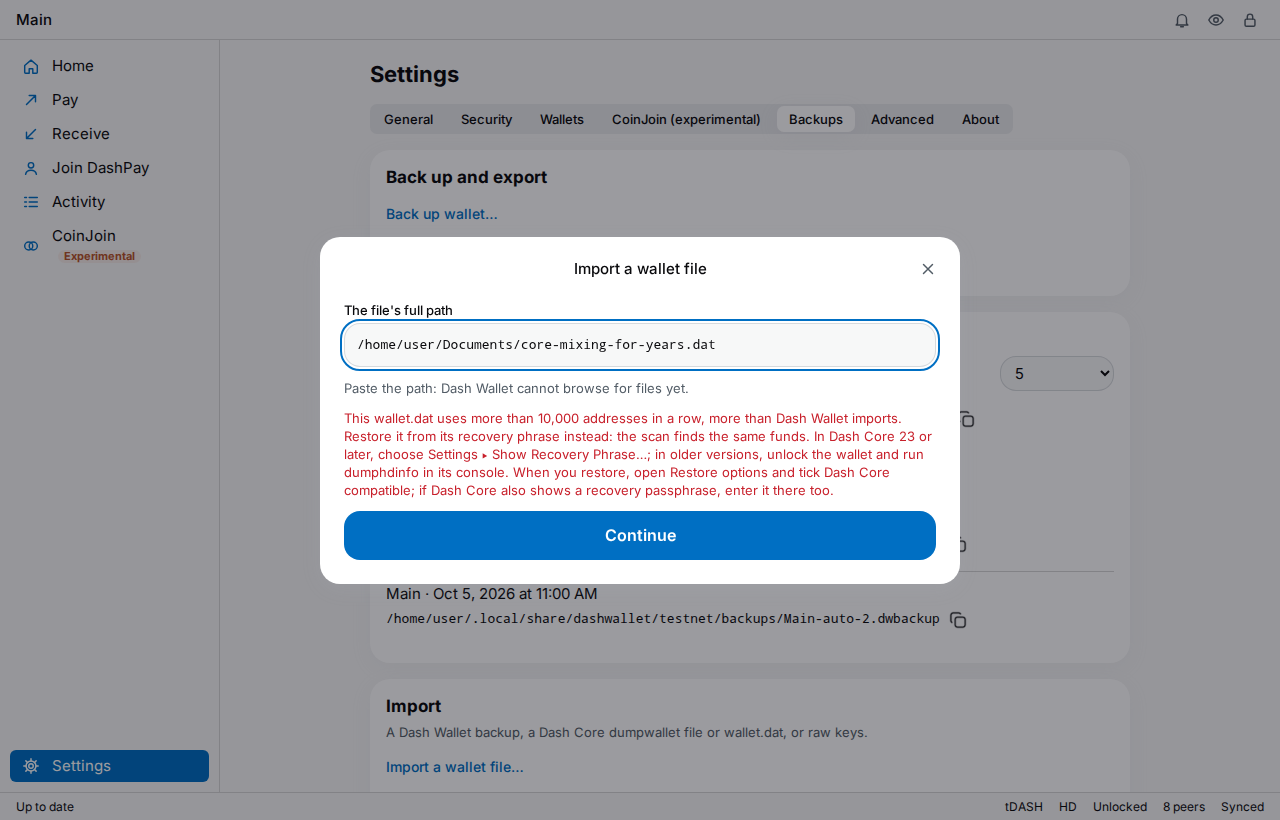 Main
Home
Pay
Receive
Join DashPay
Activity
CoinJoin
Experimental
Settings
Settings
General Security Wallets CoinJoin (experimental) Backups Advanced About
Back up and export
Back up wallet...
Import a wallet file
The file's full path
/home/user/Documents/core-mixing-for-years.dat
Paste the path: Dash Wallet cannot browse for files yet.
This wallet.dat uses more than 10,000 addresses in a row, more than Dash Wallet imports.
Restore it from its recovery phrase instead: the scan finds the same funds. In Dash Core 23 or
later, choose Settings ▸ Show Recovery Phrase...; in older versions, unlock the wallet and run
dumphdinfo in its console. When you restore, open Restore options and tick Dash Core
compatible; if Dash Core also shows a recovery passphrase, enter it there too.
Continue
5
Main · Oct 5, 2026 at 11:00 AM
/home/user/.local/share/dashwallet/testnet/backups/Main-auto-2.dwbackup
Import
A Dash Wallet backup, a Dash Core dumpwallet file or wallet.dat, or raw keys.
Import a wallet file...
Up to date
tDASH HD Unlocked 8 peers Synced